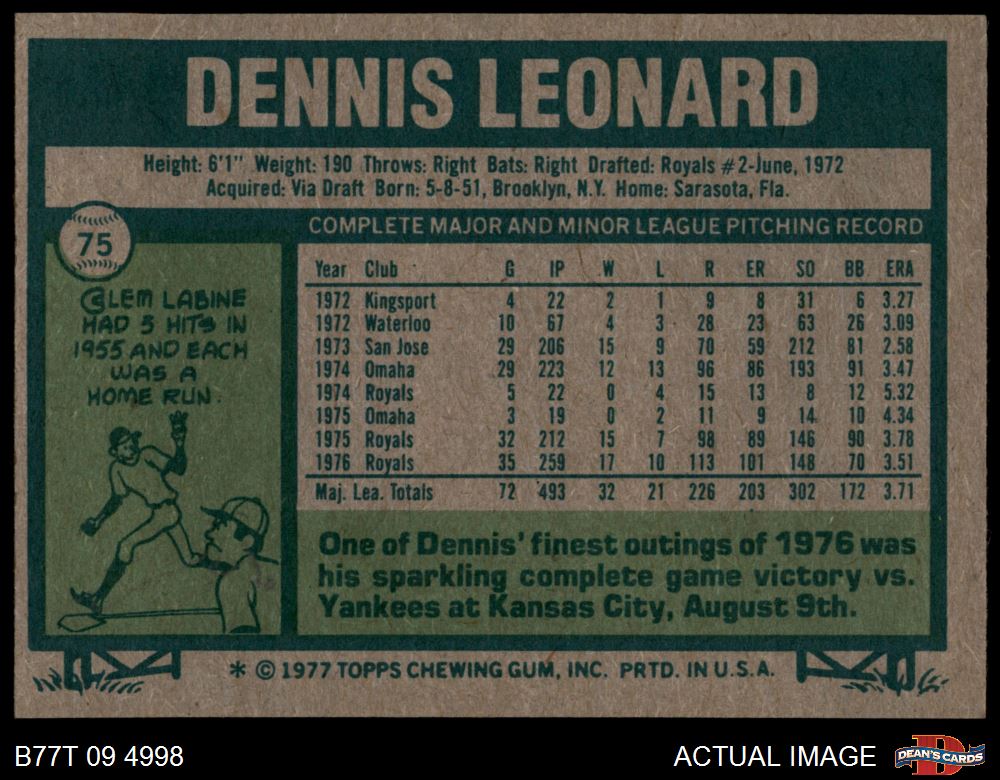 DENNIS LEONARD
Height: 6'1" Weight: 190 Throws: Right Bats: Right Drafted: Royals #2-June, 1972
Acquired: Via Draft Born: 5-8-51, Brooklyn, N.Y. Home: Sarasota, Fla.
75
CLEM LABINE
HAD 5 HITS IN
1955 AND EACH
WAS A
HOME RUN.
COMPLETE MAJOR AND MINOR LEAGUE PITCHING RECORD
Year Club G IP W L R ER SO BB ERA
1972 Kingsport 4 22 2 1 9 8 31 6 3.27
1972 Waterloo 10 67 4 3 28 23 63 26 3.09
1973 San Jose 29 206 15 9 70 59 212 81 2.58
1974 Omaha 29 223 12 13 96 86 193 91 3.47
1974 Royals 5 22 0 4 15 13 8 12 5.32
1975 Omaha 3 19 0 2 11 9 14 10 4.34
1975 Royals 32 212 15 7 98 89 146 90 3.78
1976 Royals 35 259 17 10 113 101 148 70 3.51
Maj. Lea. Totals 72 493 32 21 226 203 302 172 3.71
One of Dennis' finest outings of 1976 was
his sparkling complete game victory vs.
Yankees at Kansas City, August 9th.
* © 1977 TOPPS CHEWING GUM, INC. PRTD. IN U.S.A.
B77T 09 4998
ACTUAL IMAGE
D
DEAN'S CARDS